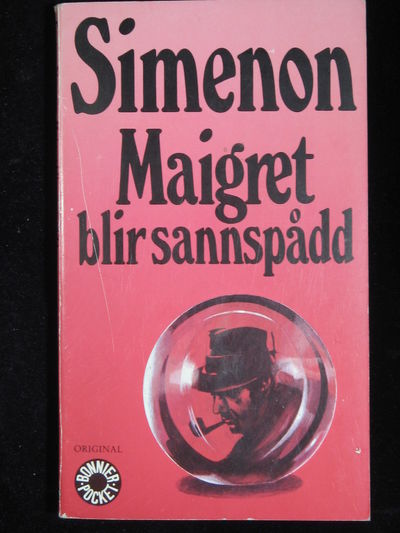 Simenon
Maigret
blir sannspådd
ORIGINAL
BONNIER
POCKET